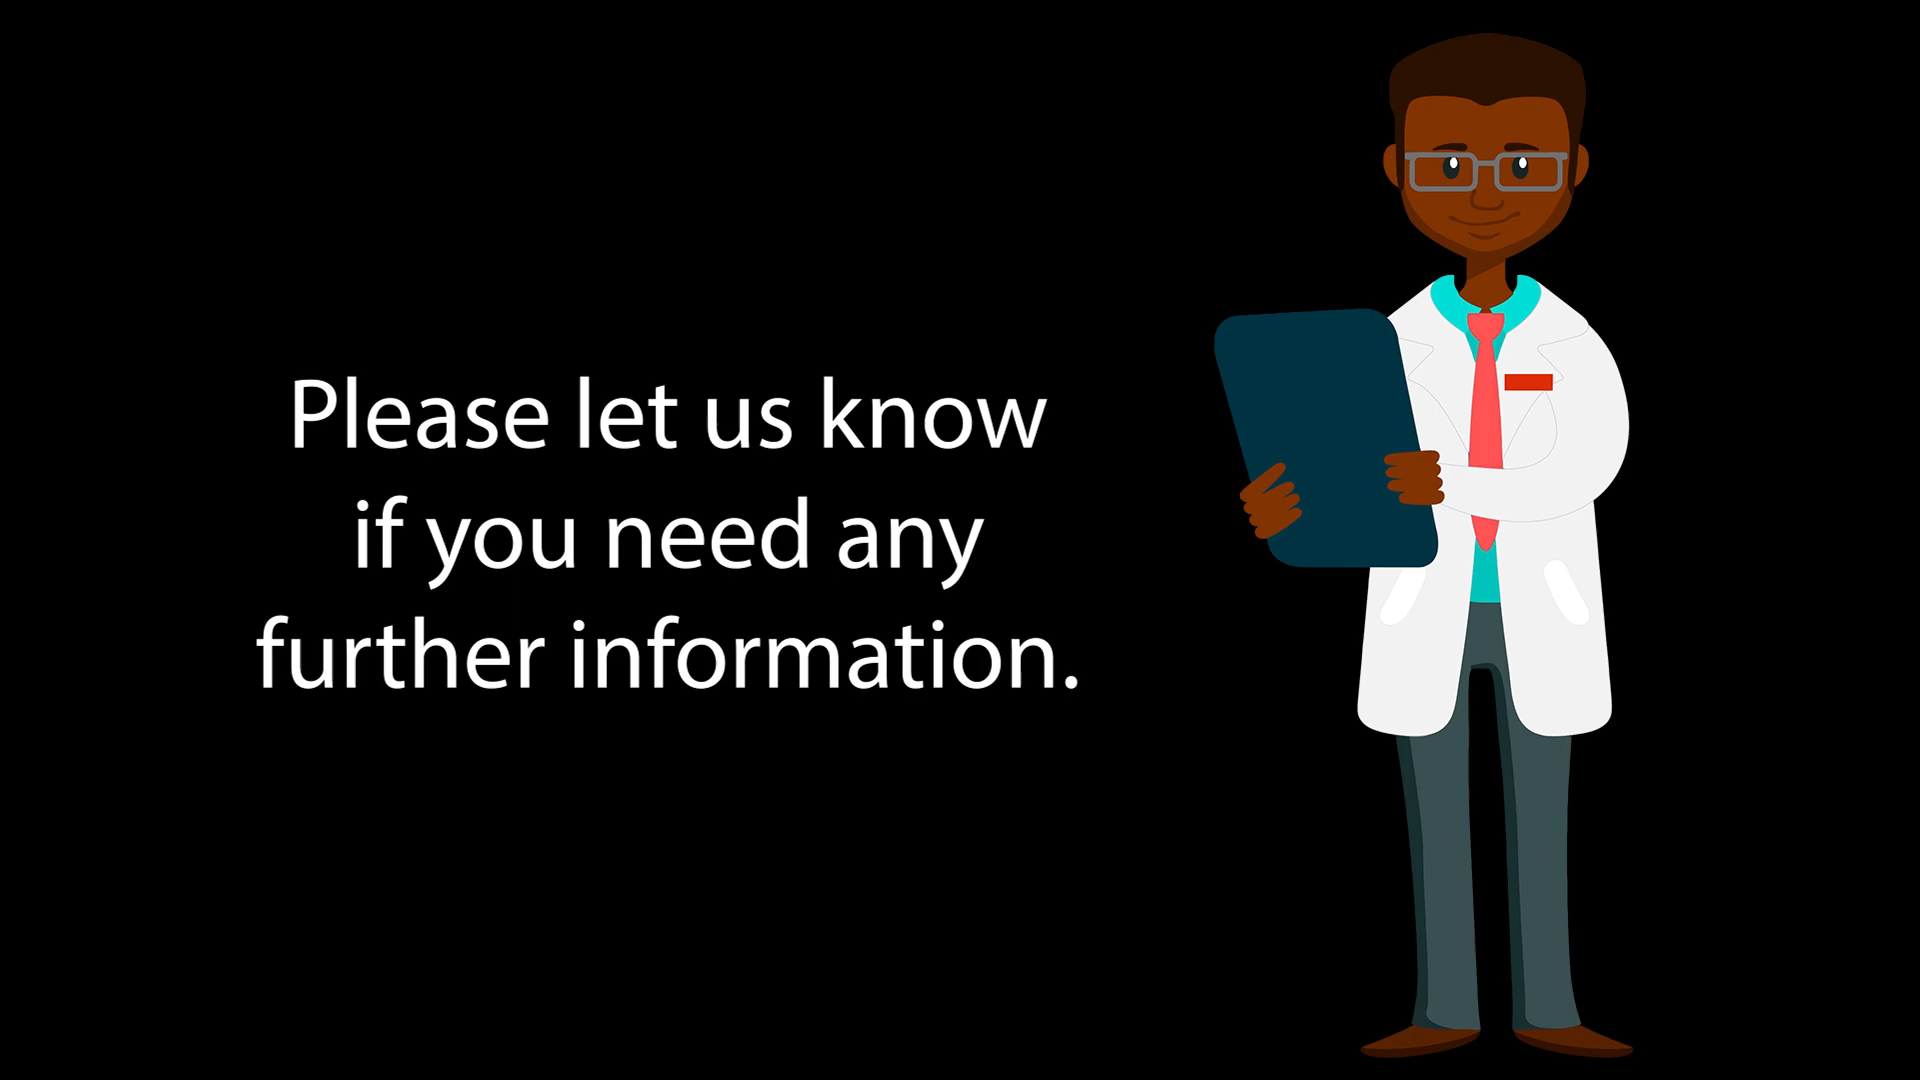 Please let us know
if you need any
further information.